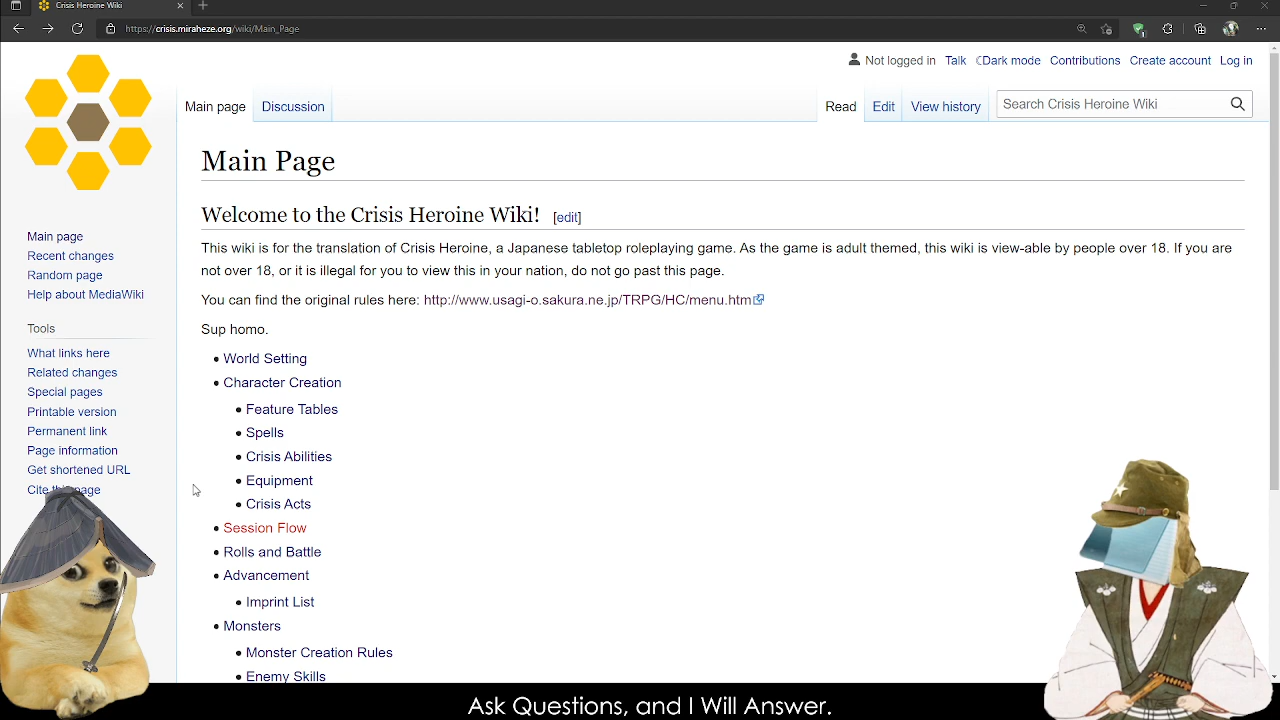 Crisis Heroine Wiki
https://crisis.miraheze.org/wiki/Main_Page
Not logged in Talk Dark mode Contributions Create account Log in
Main page Discussion Read Edit View history Search Crisis Heroine Wiki
Main Page
Welcome to the Crisis Heroine Wiki! [edit]
This wiki is for the translation of Crisis Heroine, a Japanese tabletop roleplaying game. As the game is adult themed, this wiki is view-able by people over 18. If you are
not over 18, or it is illegal for you to view this in your nation, do not go past this page.
You can find the original rules here: http://www.usagi-o.sakura.ne.jp/TRPG/HC/menu.htm
Sup homo.
• World Setting
• Character Creation
• Feature Tables
• Spells
• Crisis Abilities
• Equipment
• Crisis Acts
• Session Flow
• Rolls and Battle
• Advancement
• Imprint List
• Monsters
• Monster Creation Rules
• Enemy Skills
Main page
Recent changes
Random page
Help about MediaWiki
Tools
What links here
Related changes
Special pages
Printable version
Permanent link
Page information
Get shortened URL
Cite this page
Ask Questions, and I Will Answer.